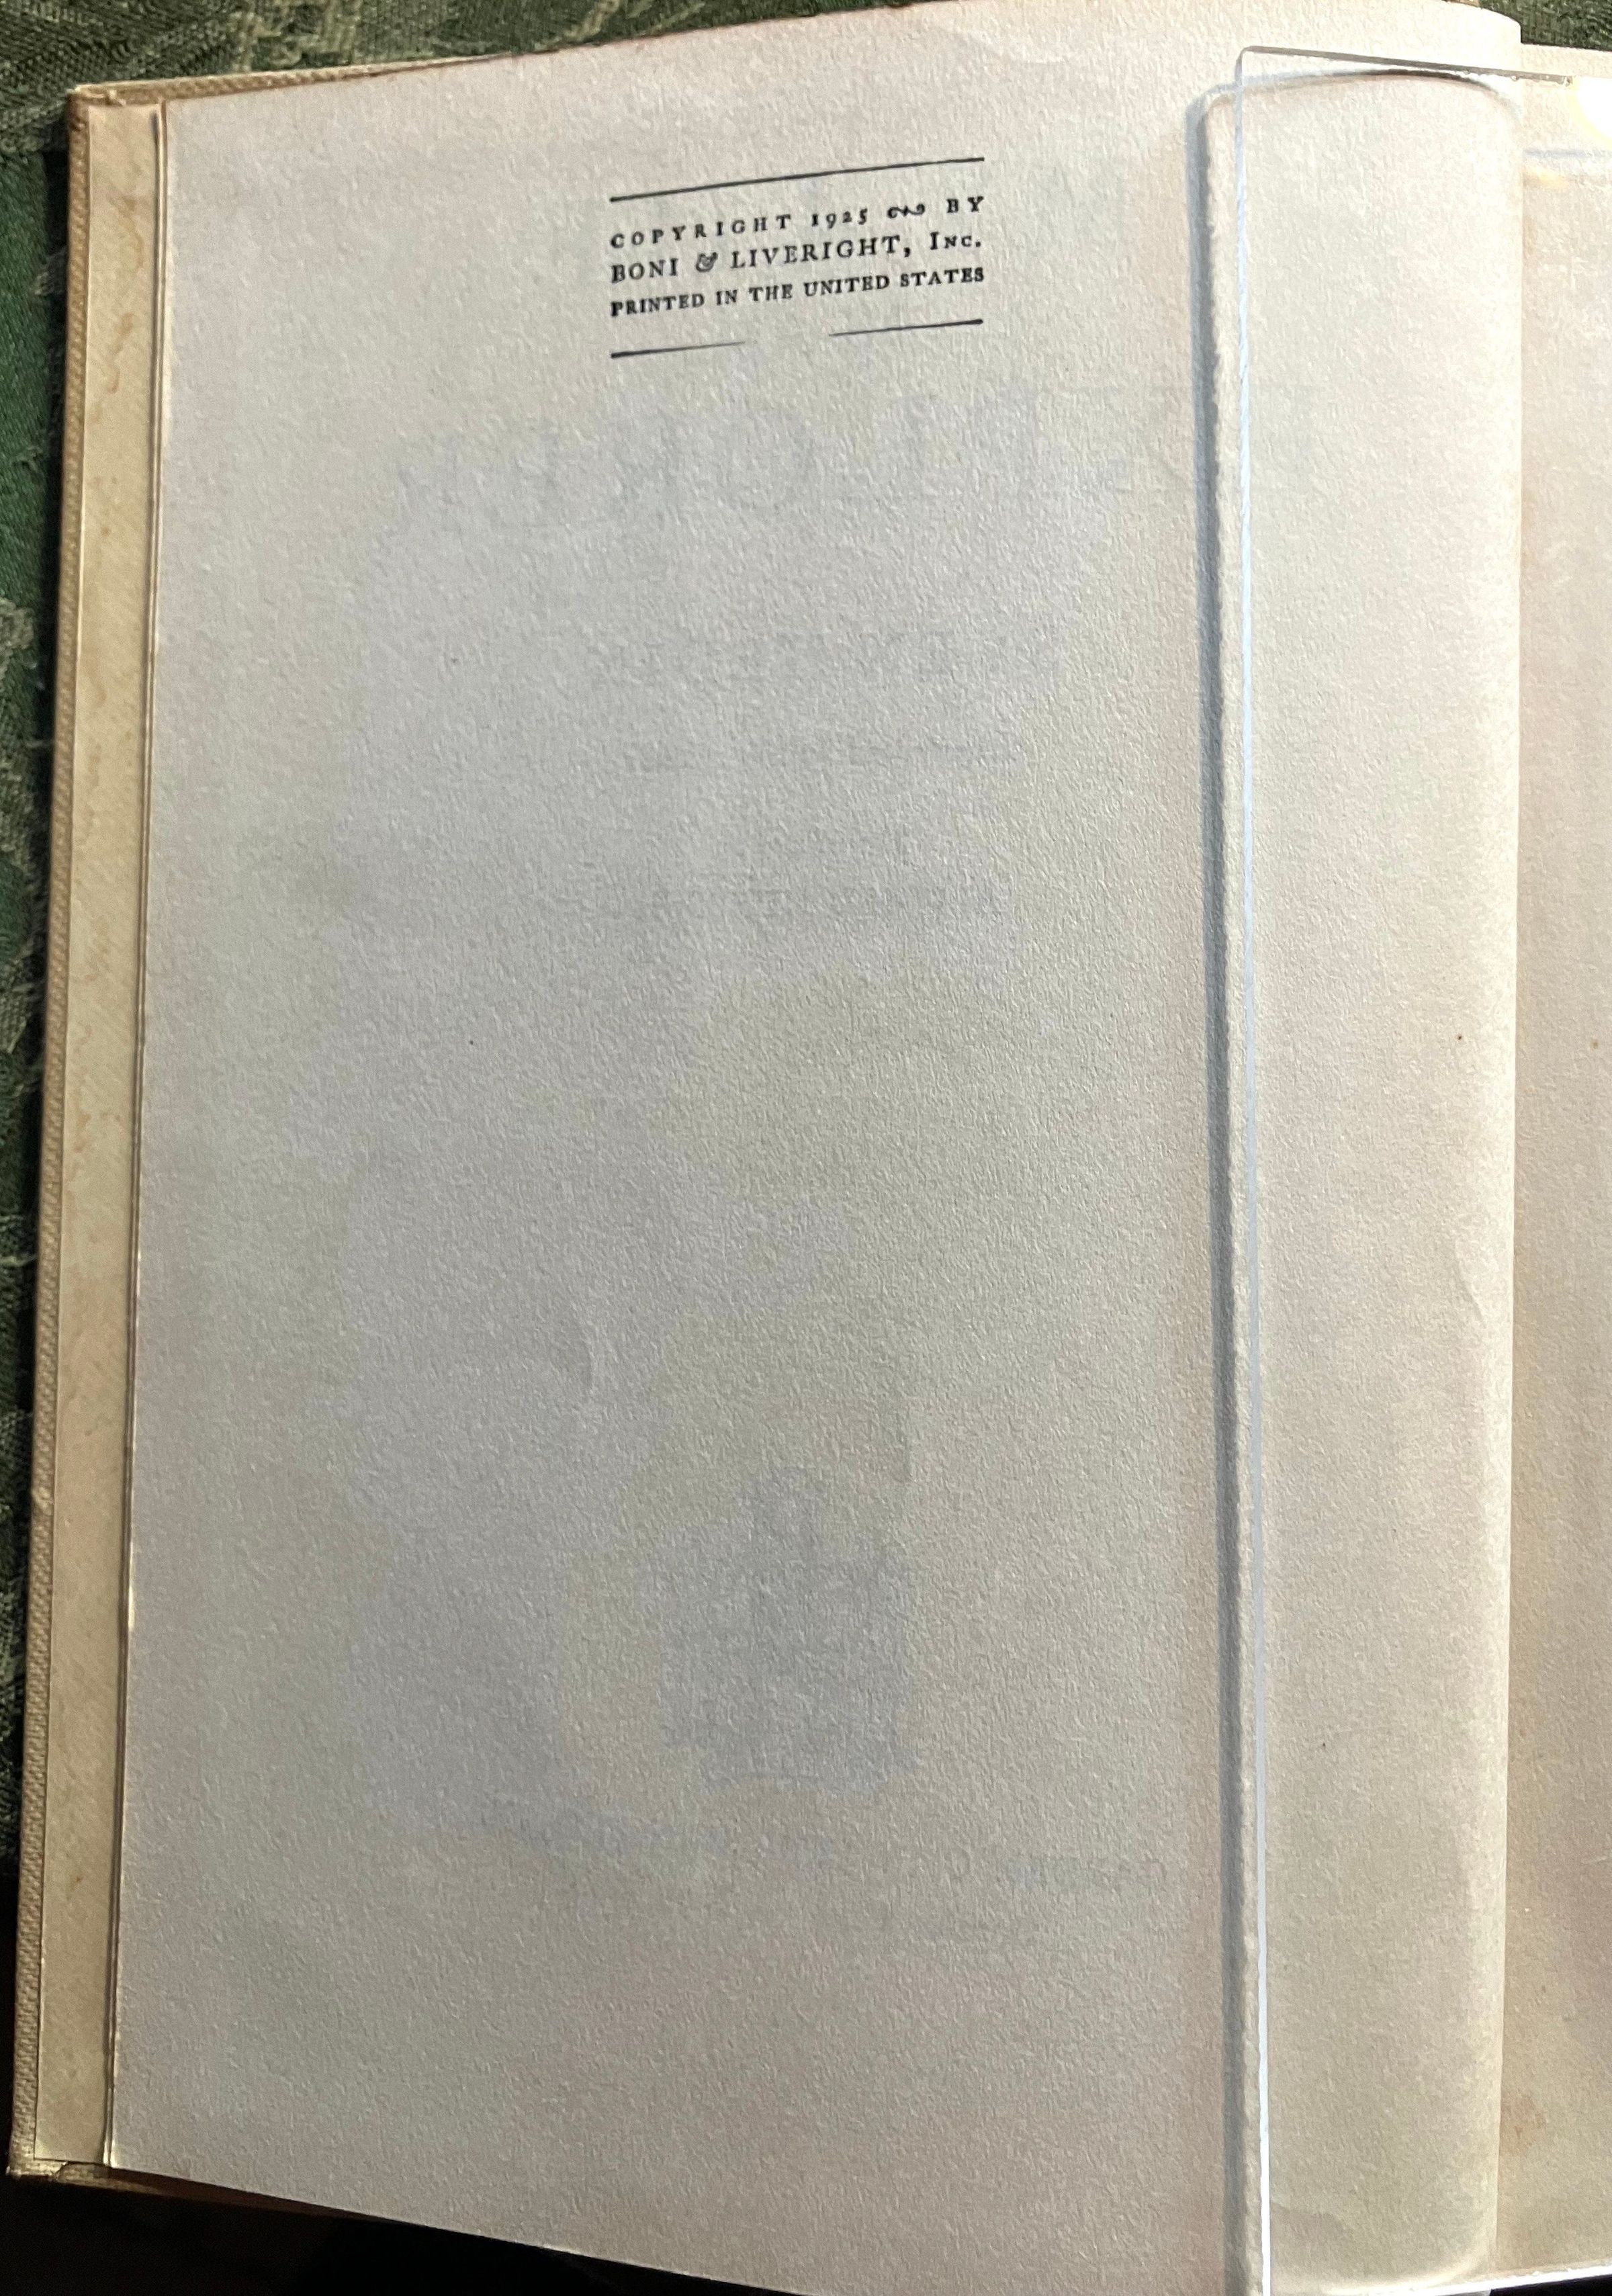 COPYRIGHT 1925 BY
BONI & LIVERIGHT, INC.
PRINTED IN THE UNITED STATES